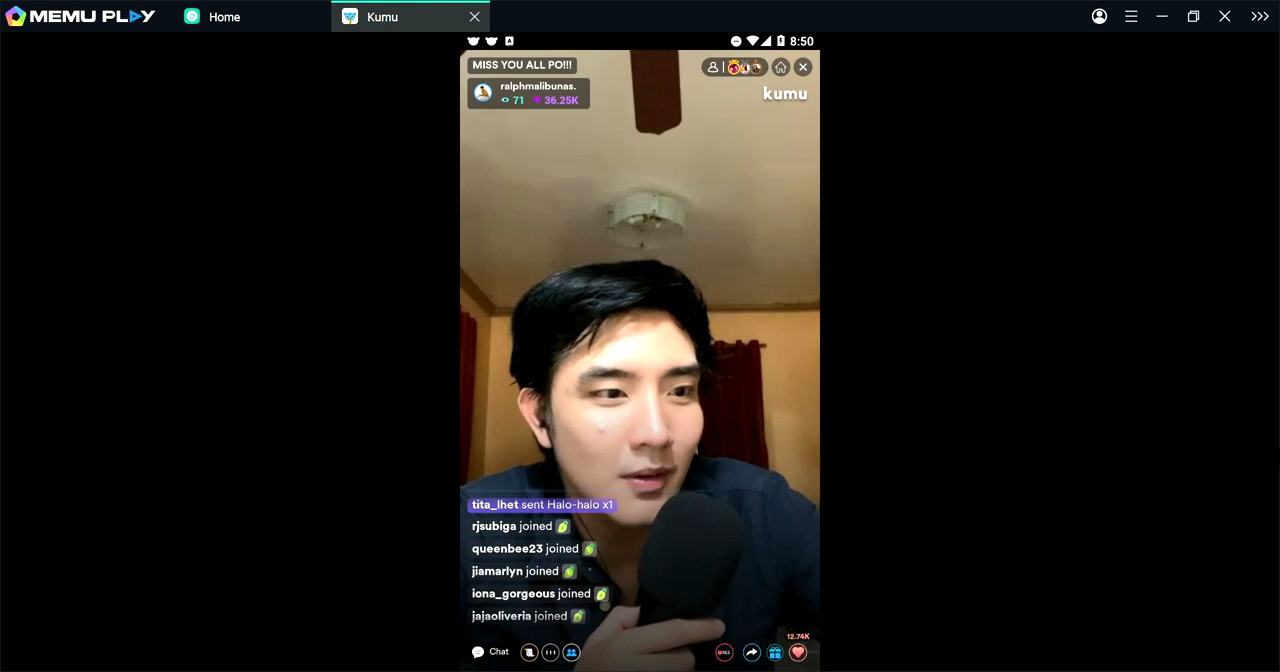 MEMU PLAY
Home
Kumu
8:50
MISS YOU ALL PO!!!
ralphmalibunas.
71 36.25K
kumu
tita_lhet sent Halo-halo x1
rjsubiga joined
queenbee23 joined
jiamarlyn joined
iona_gorgeous joined
jajaoliveria joined
12.74K
Chat
REC